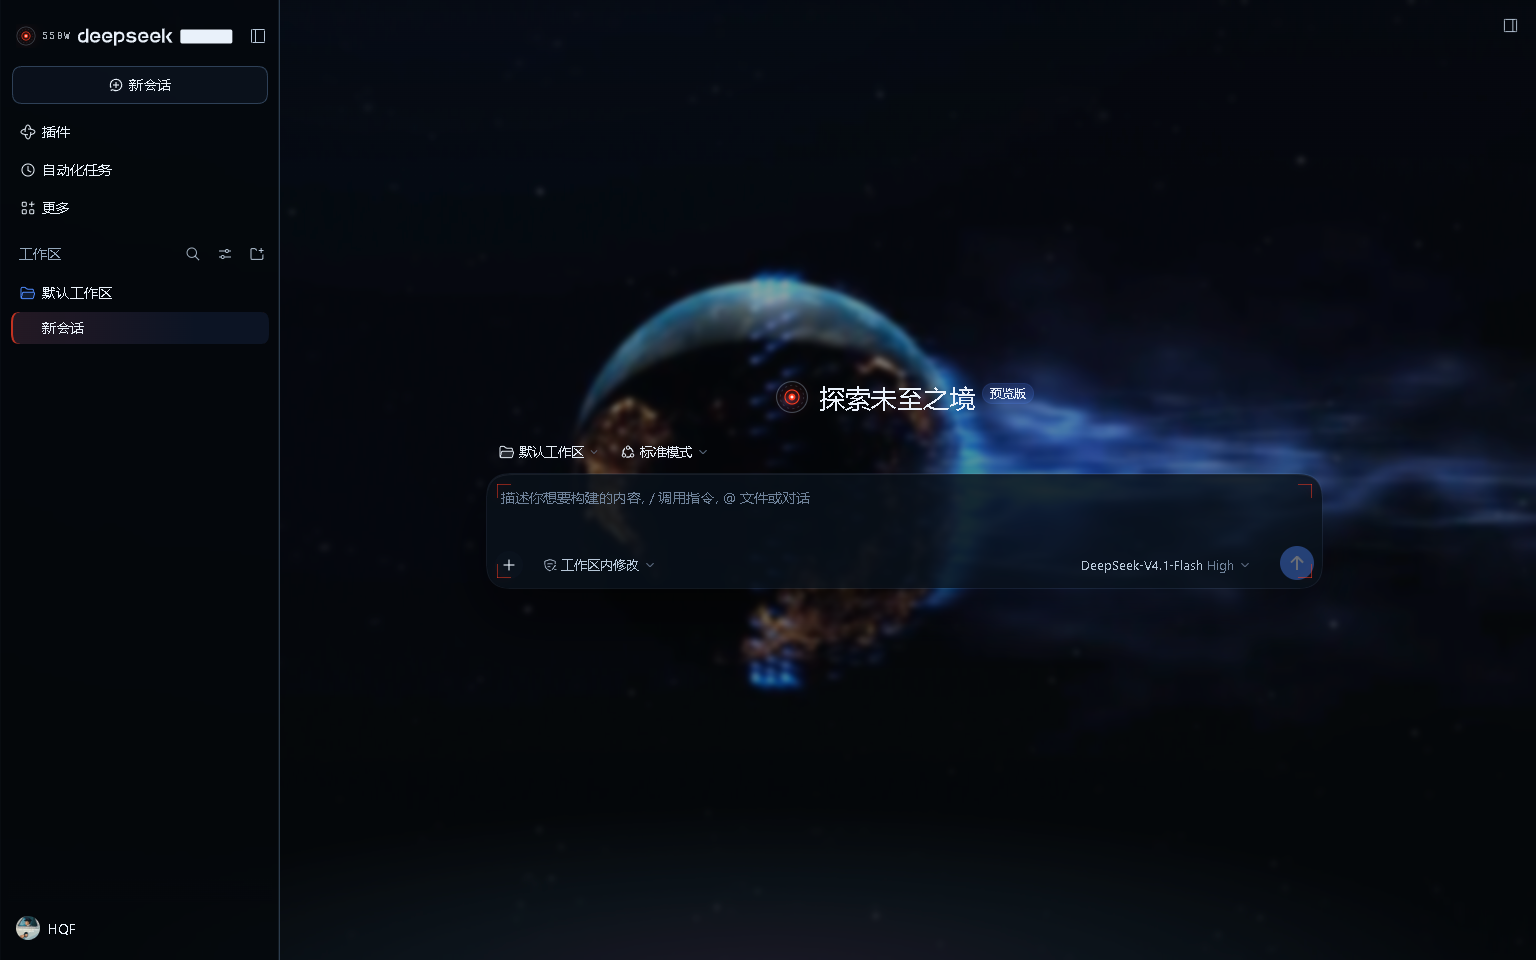 550W deepseek
新会话
插件
自动化任务
更多
工作区
默认工作区
新会话
探索未至之境 预览版
默认工作区 标准模式
描述你想要构建的内容, / 调用指令, @ 文件或对话
工作区内修改 DeepSeek-V4.1-Flash High
HQF